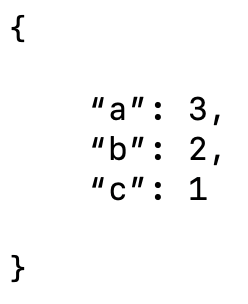 {
“a”: 3,
“b”: 2,
“c”: 1
}